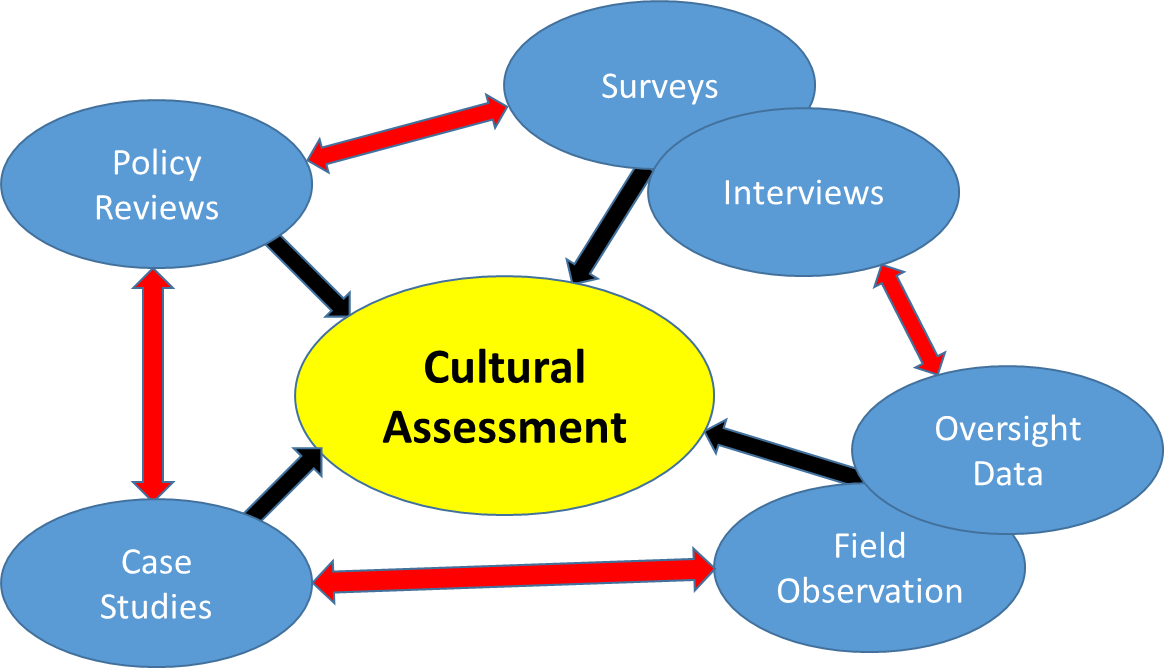 Surveys
Policy
Reviews
Interviews
Cultural
Assessment
Oversight
Data
Case
Studies
Field
Observation